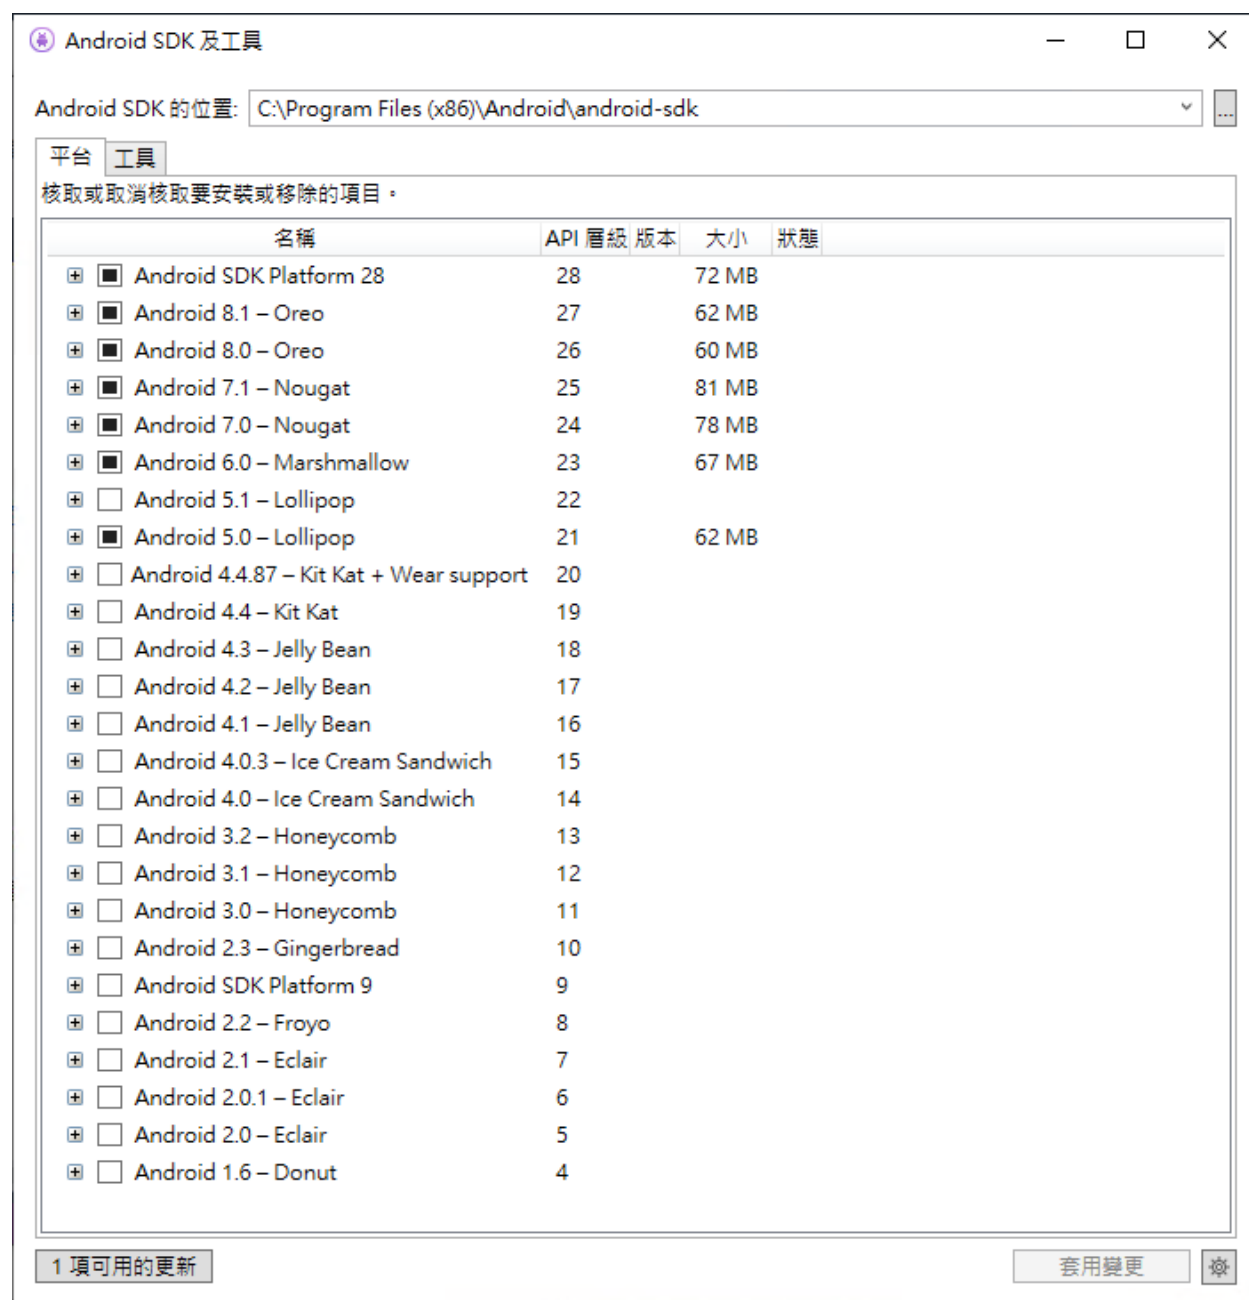 Android SDK 及工具
Android SDK 的位置: C:\Program Files (x86)\Android\android-sdk ...
平台 工具
核取或取消核取要安裝或移除的項目。
名稱 API 層級 版本 大小 狀態
Android SDK Platform 28 28 72 MB
Android 8.1 – Oreo 27 62 MB
Android 8.0 – Oreo 26 60 MB
Android 7.1 – Nougat 25 81 MB
Android 7.0 – Nougat 24 78 MB
Android 6.0 – Marshmallow 23 67 MB
Android 5.1 – Lollipop 22
Android 5.0 – Lollipop 21 62 MB
Android 4.4.87 – Kit Kat + Wear support 20
Android 4.4 – Kit Kat 19
Android 4.3 – Jelly Bean 18
Android 4.2 – Jelly Bean 17
Android 4.1 – Jelly Bean 16
Android 4.0.3 – Ice Cream Sandwich 15
Android 4.0 – Ice Cream Sandwich 14
Android 3.2 – Honeycomb 13
Android 3.1 – Honeycomb 12
Android 3.0 – Honeycomb 11
Android 2.3 – Gingerbread 10
Android SDK Platform 9 9
Android 2.2 – Froyo 8
Android 2.1 – Eclair 7
Android 2.0.1 – Eclair 6
Android 2.0 – Eclair 5
Android 1.6 – Donut 4
1 項可用的更新 套用變更